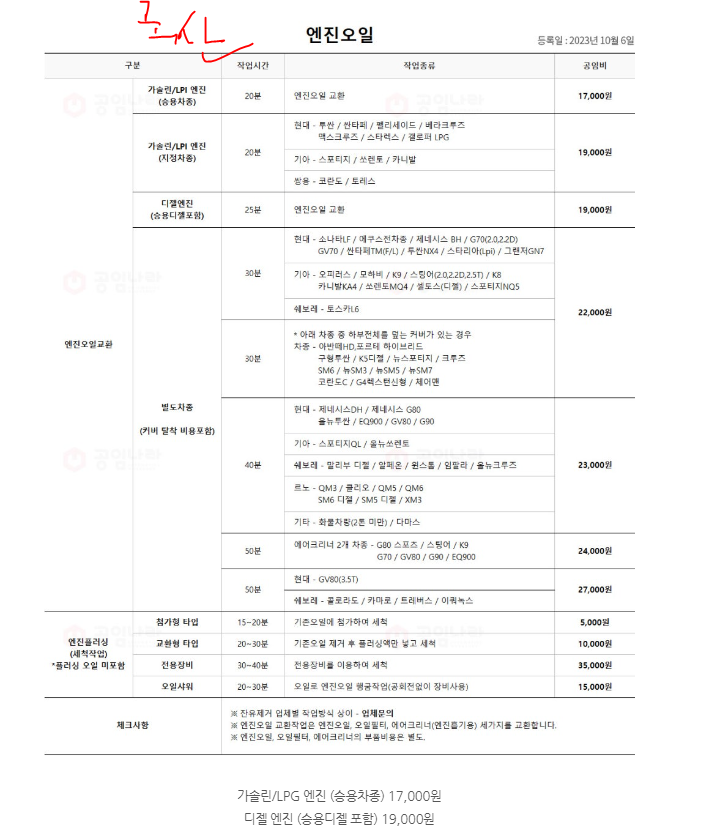 엔진오일
등록일 : 2023년 10월 6일
구분 작업시간 작업종류 공임비
엔진오일교환
가솔린/LPI 엔진
(승용차종)
20분
엔진오일 교환
17,000원
가솔린/LPI 엔진
(지정차종)
20분
현대 - 투싼 / 싼타페 / 펠리세이드 / 베라크루즈
맥스크루즈 / 스타렉스 / 갤로퍼 LPG
기아 - 스포티지 / 쏘렌토 / 카니발
쌍용 - 코란도 / 토레스
19,000원
디젤엔진
(승용디젤포함)
25분
엔진오일 교환
19,000원
별도차종
(커버 탈착 비용포함)
30분
현대 - 소나타LF / 에쿠스전차종 / 제네시스 BH / G70(2.0,2.2D)
GV70 / 싼타페TM(F/L) / 투싼NX4 / 스타리아(Lpi) / 그랜저GN7
기아 - 오피러스 / 모하비 / K9 / 스팅어(2.0,2.2D,2.5T) / K8
카니발KA4 / 쏘렌토MQ4 / 셀토스(디젤) / 스포티지NQ5
쉐보레 - 토스카L6
22,000원
30분
* 아래 차종 중 하부전체를 덮는 커버가 있는 경우
차종 - 아반떼HD,포르테 하이브리드
구형투싼 / K5디젤 / 뉴스포티지 / 크루즈
SM6 / 뉴SM3 / 뉴SM5 / 뉴SM7
코란도C / G4렉스턴신형 / 체어맨
40분
현대 - 제네시스DH / 제네시스 G80
올뉴투싼 / EQ900 / GV80 / G90
기아 - 스포티지QL / 올뉴쏘렌토
쉐보레 - 말리부 디젤 / 알페온 / 윈스톰 / 임팔라 / 올뉴크루즈
르노 - QM3 / 클리오 / QM5 / QM6
SM6 디젤 / SM5 디젤 / XM3
기타 - 화물차량(2톤 미만) / 다마스
23,000원
50분
에어크리너 2개 차종 - G80 스포츠 / 스팅어 / K9
G70 / GV80 / G90 / EQ900
24,000원
50분
현대 - GV80(3.5T)
쉐보레 - 콜로라도 / 카마로 / 트레버스 / 이쿼녹스
27,000원
엔진플러싱
(세척작업)
*플러싱 오일 미포함
첨가형 타입 15~20분 기존오일에 첨가하여 세척 5,000원
교환형 타입 20~30분 기존오일 제거 후 플러싱액만 넣고 세척 10,000원
전용장비 30~40분 전용장비를 이용하여 세척 35,000원
오일샤워 20~30분 오일로 엔진오일 헹굼작업(공회전없이 장비사용) 15,000원
체크사항
※ 잔유제거 업체별 작업방식 상이 - 업체문의
※ 엔진오일 교환작업은 엔진오일, 오일필터, 에어크리너(엔진흡기용) 세가지를 교환합니다.
※ 엔진오일, 오일필터, 에어크리너의 부품비용은 별도.
가솔린/LPG 엔진 (승용차종) 17,000원
디젤 엔진 (승용디젤 포함) 19,000원